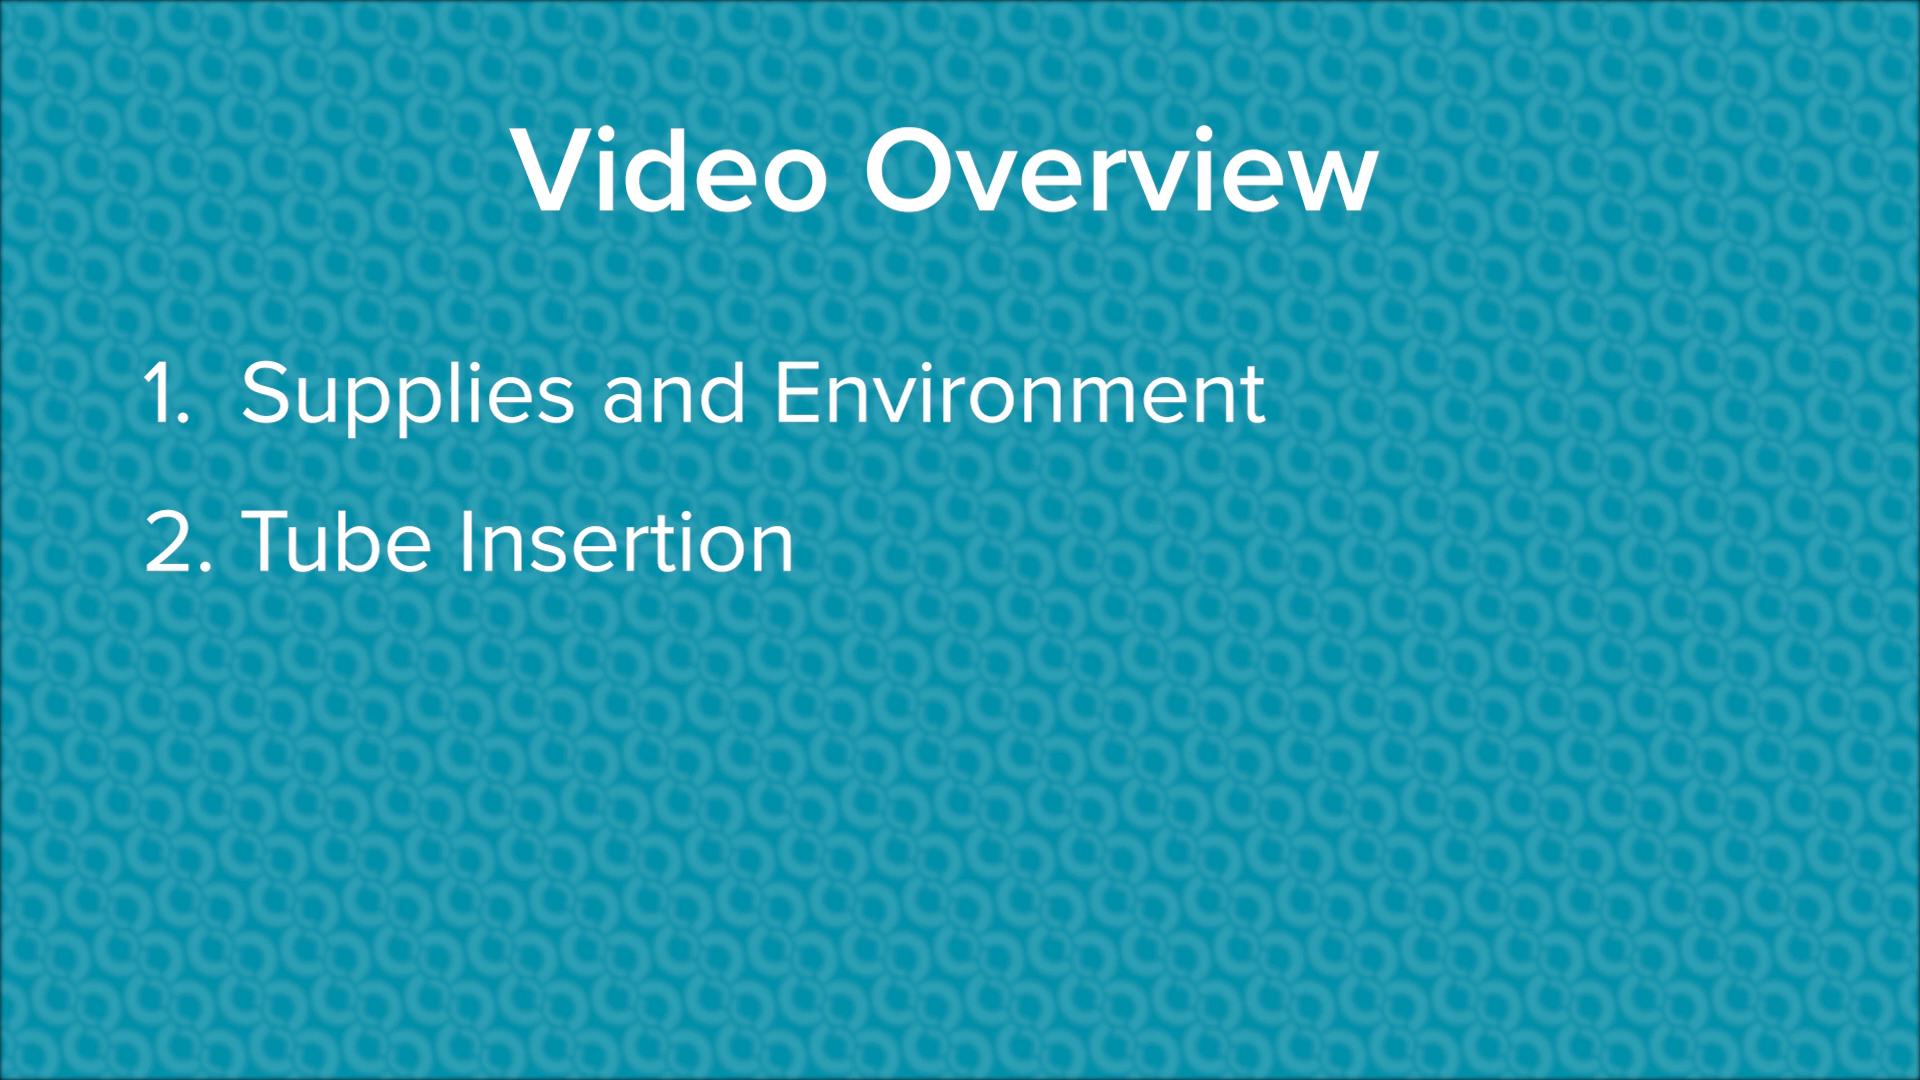 Video Overview
1. Supplies and Environment
2. Tube Insertion